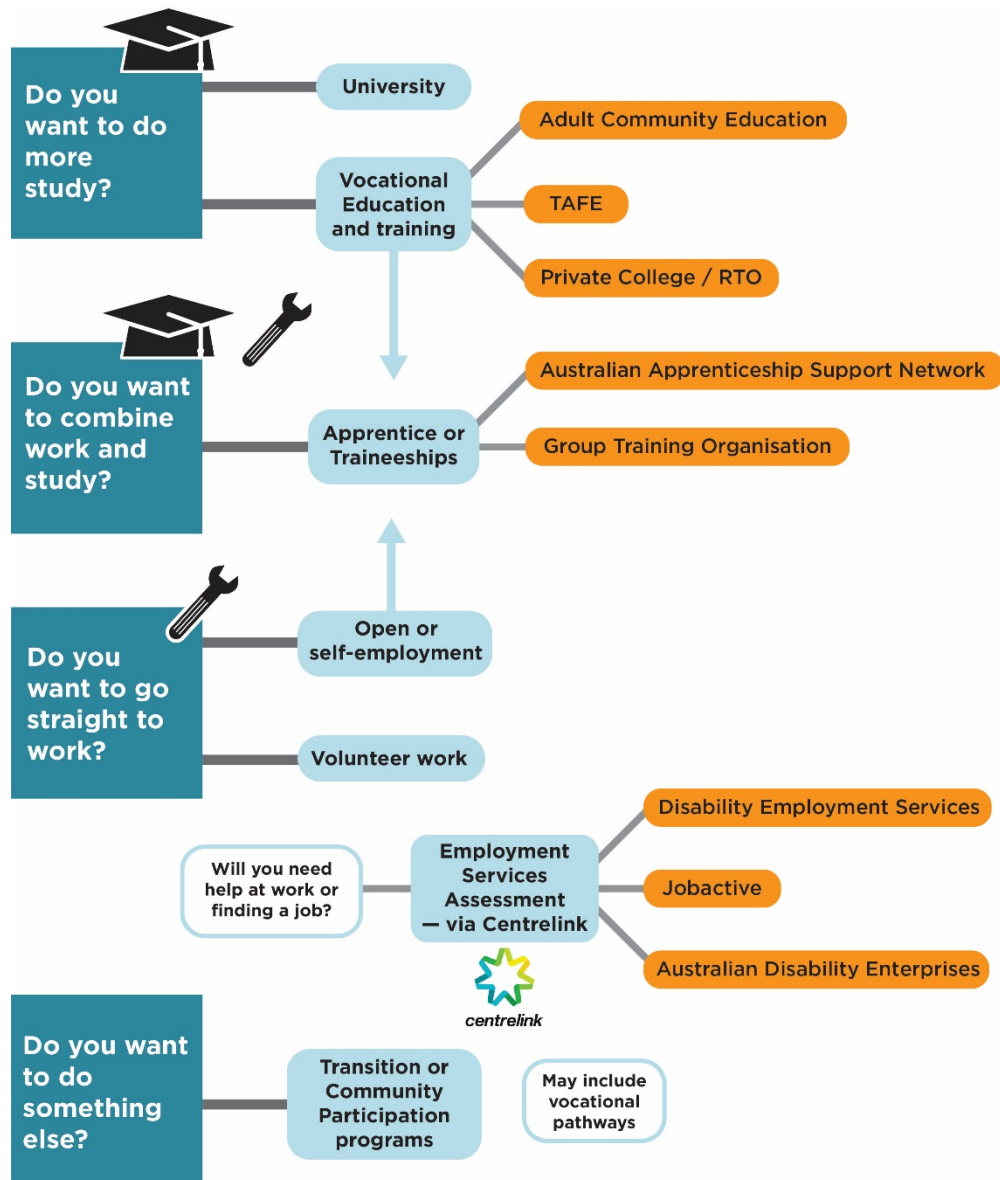 Do you
want to do
more
study?
University
Vocational
Education
and training
Adult Community Education
TAFE
Private College / RTO
Do you want
to combine
work and
study?
Apprentice or
Traineeships
Australian Apprenticeship Support Network
Group Training Organisation
Do you
want to go
straight to
work?
Open or
self-employment
Volunteer work
Will you need
help at work or
finding a job?
Employment
Services
Assessment
— via Centrelink
centrelink
Disability Employment Services
Jobactive
Australian Disability Enterprises
Do you want
to do
something
else?
Transition or
Community
Participation
programs
May include
vocational
pathways